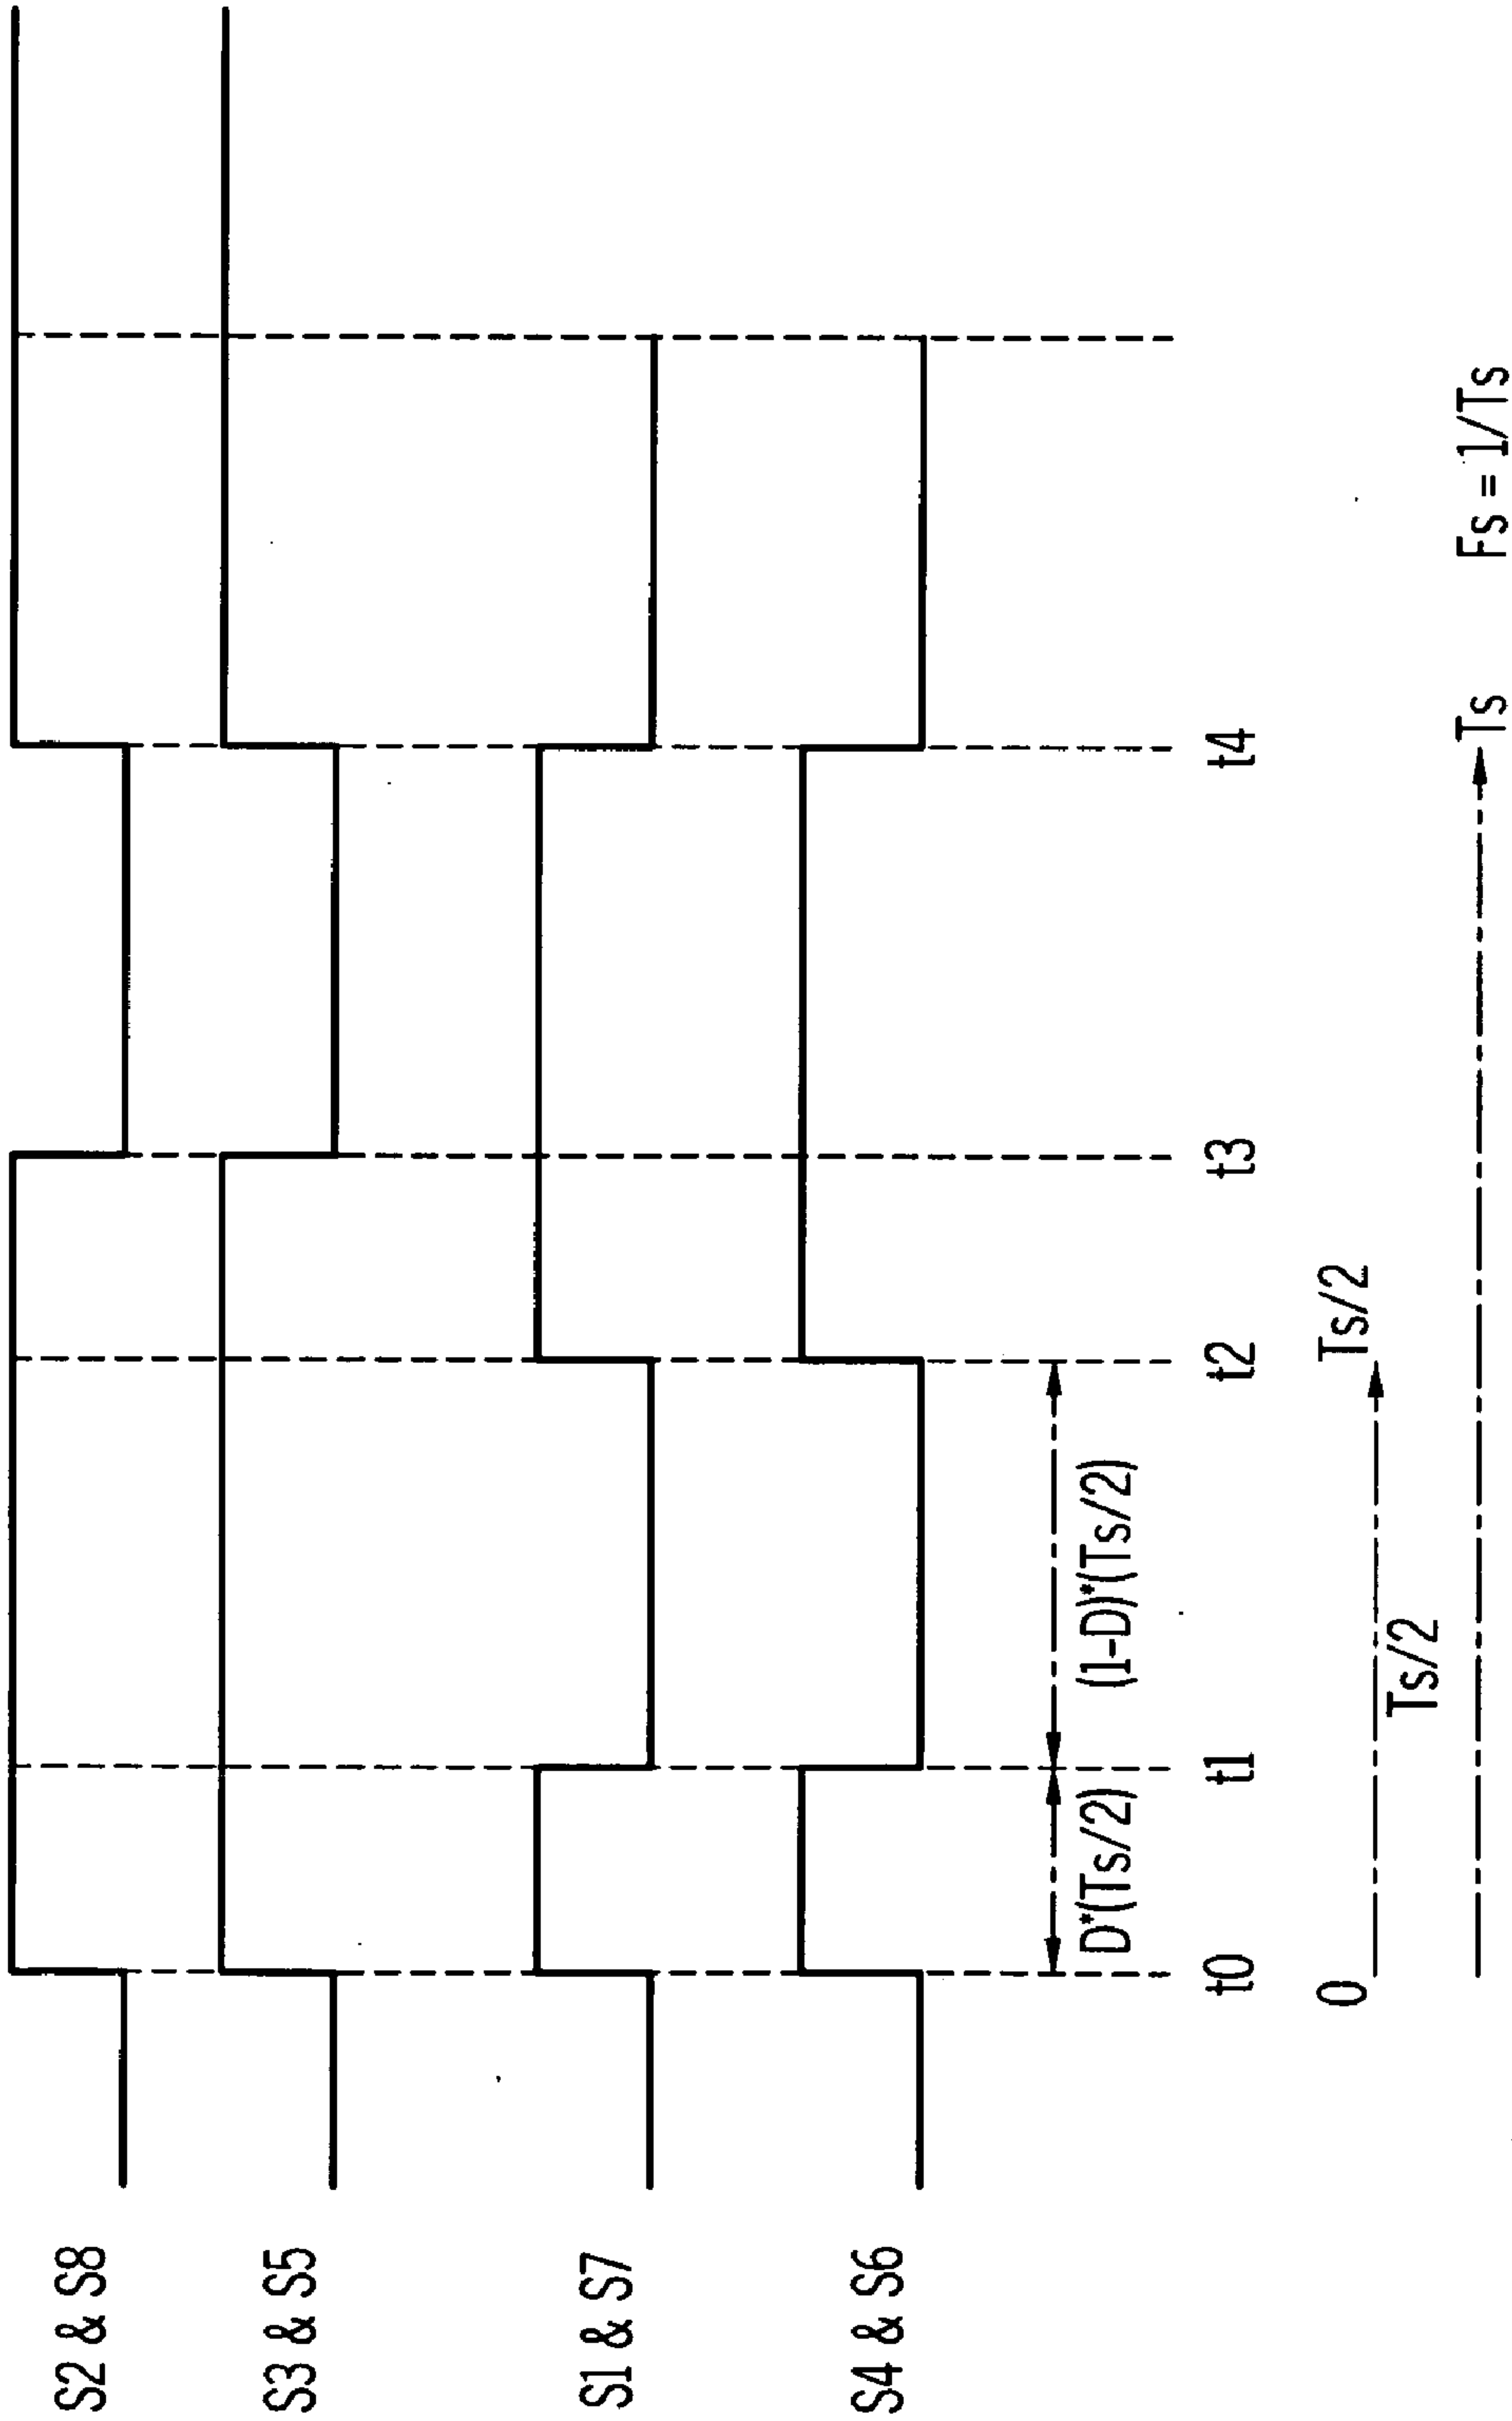 S2 & S8
S3 & S5
S1 & S7
S4 & S6
D*(Ts/2) (1-D)*(Ts/2)
t0 t1 t2 t3 t4
0 Ts/2
Ts/2
Ts Fs = 1/Ts